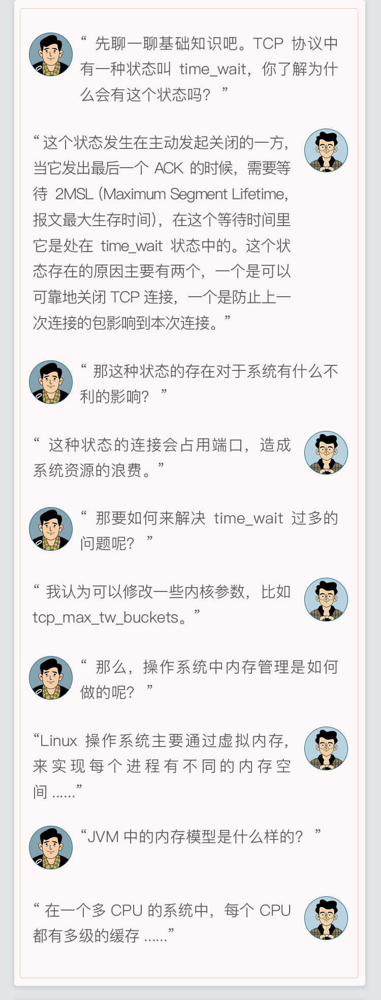 “ 先聊一聊基础知识吧。TCP 协议中
有一种状态叫 time_wait，你了解为什
么会有这个状态吗？ ”
“ 这个状态发生在主动发起关闭的一方，
当它发出最后一个 ACK 的时候，需要等
待 2MSL (Maximum Segment Lifetime,
报文最大生存时间)，在这个等待时间里
它是处在 time_wait 状态中的。这个状
态存在的原因主要有两个，一个是可以
可靠地关闭 TCP 连接，一个是防止上一
次连接的包影响到本次连接。”
“ 那这种状态的存在对于系统有什么不
利的影响？ ”
“ 这种状态的连接会占用端口，造成
系统资源的浪费。”
“ 那要如何来解决 time_wait 过多的
问题呢？ ”
“ 我认为可以修改一些内核参数，比如
tcp_max_tw_buckets。”
“ 那么，操作系统中内存管理是如何
做的呢？ ”
“Linux 操作系统主要通过虚拟内存，
来实现每个进程有不同的内存空
间 ......”
“JVM 中的内存模型是什么样的？ ”
“ 在一个多 CPU 的系统中，每个 CPU
都有多级的缓存 ......”